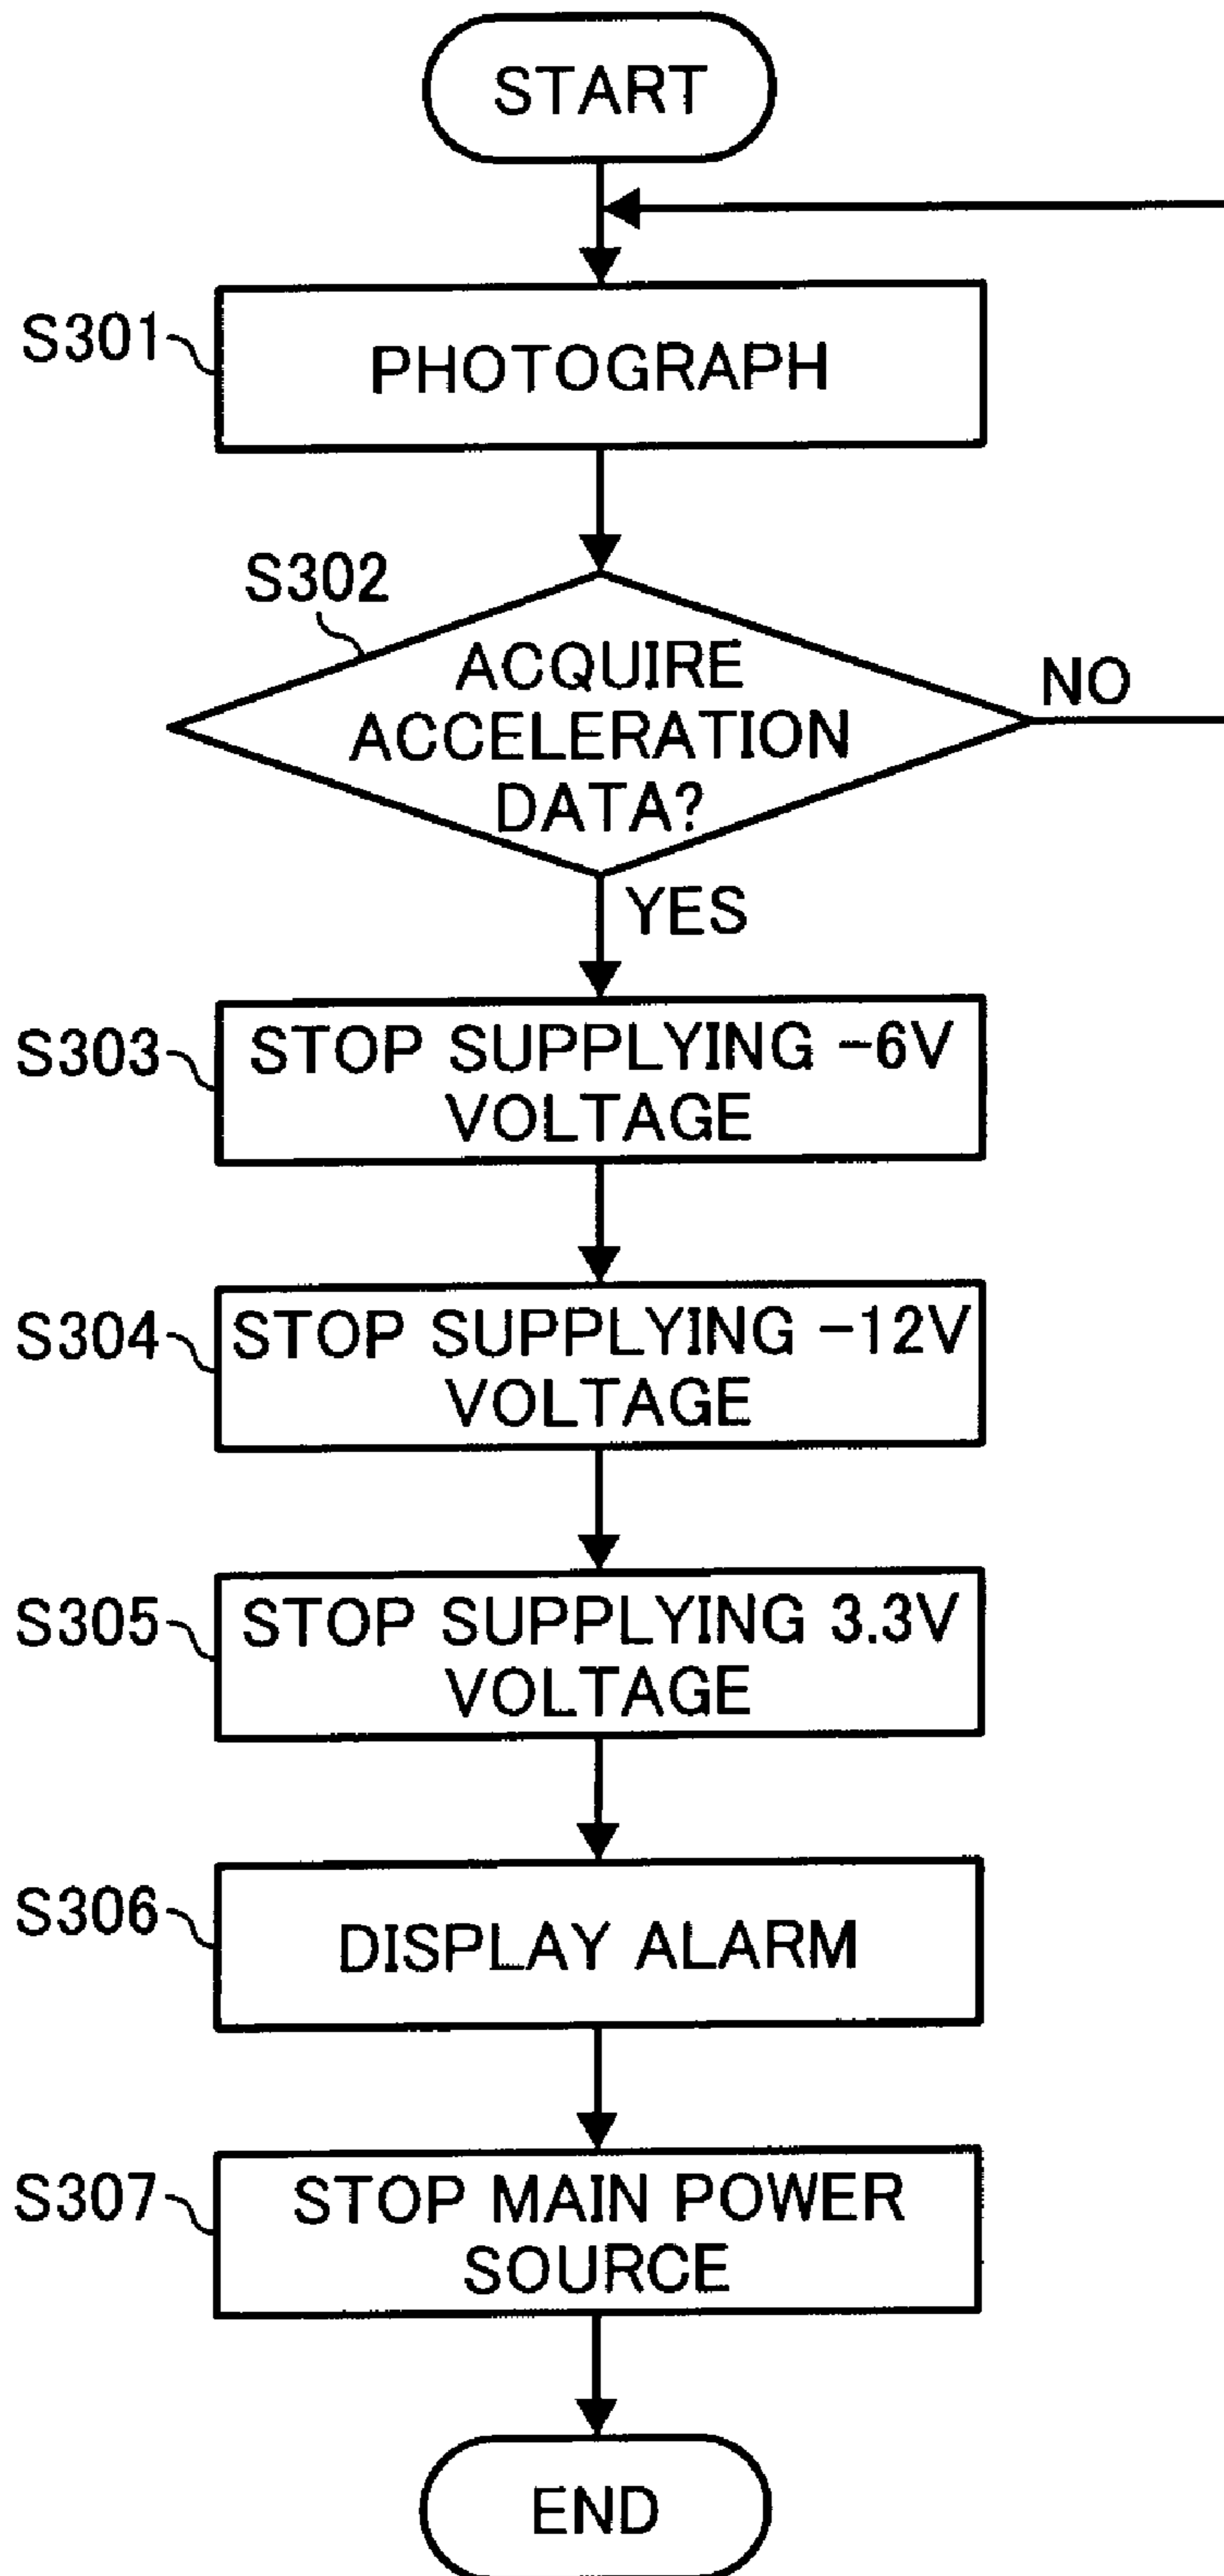 START
S301
PHOTOGRAPH
S302
ACQUIRE
ACCELERATION
DATA?
NO
YES
S303
STOP SUPPLYING -6V
VOLTAGE
S304
STOP SUPPLYING -12V
VOLTAGE
S305
STOP SUPPLYING 3.3V
VOLTAGE
S306
DISPLAY ALARM
S307
STOP MAIN POWER
SOURCE
END